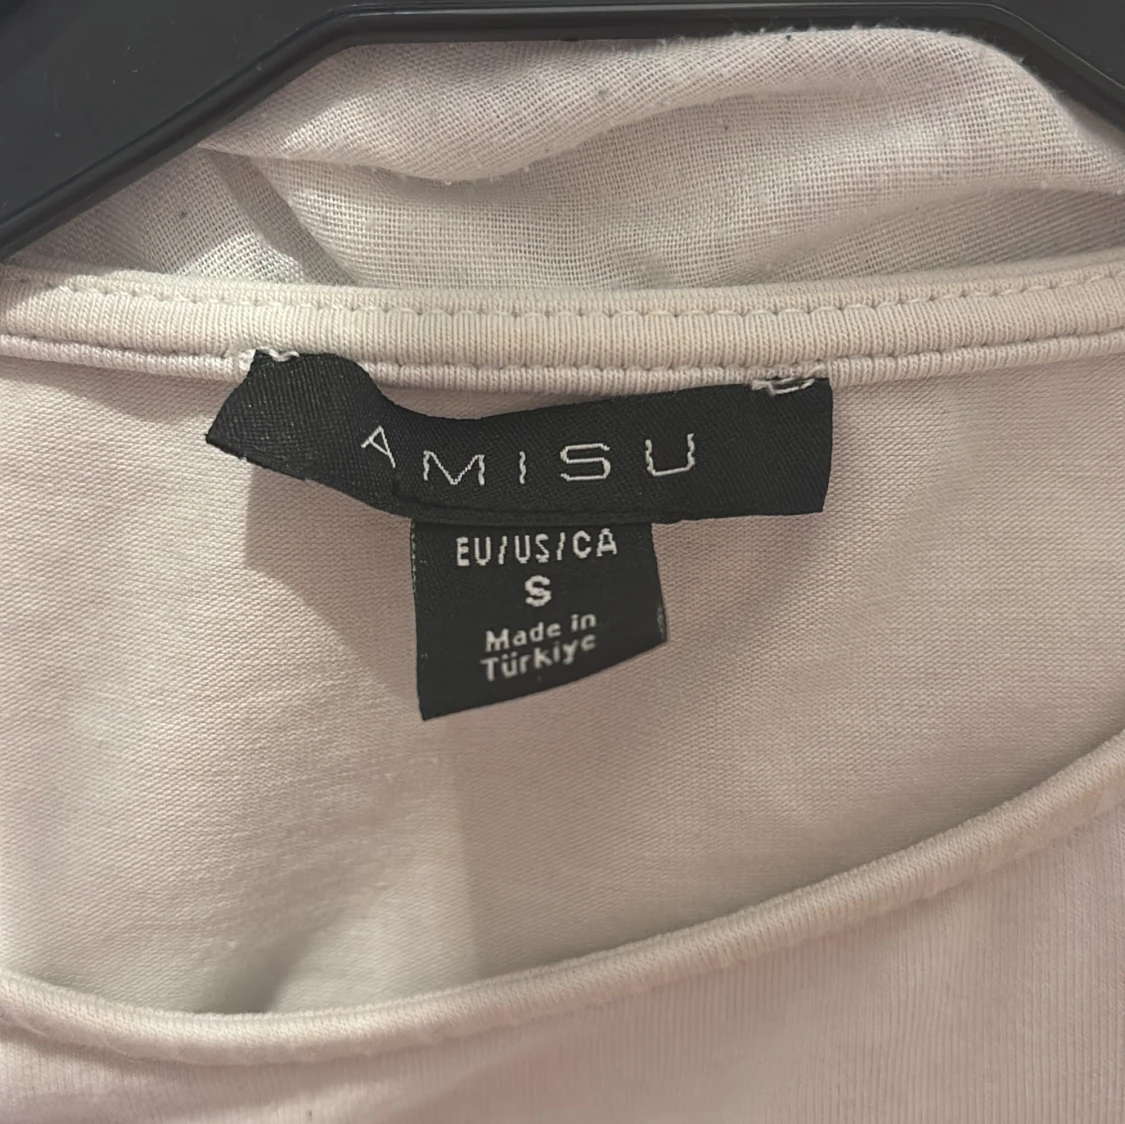 AMISU
EU/US/CA
S
Made in
Türkiye